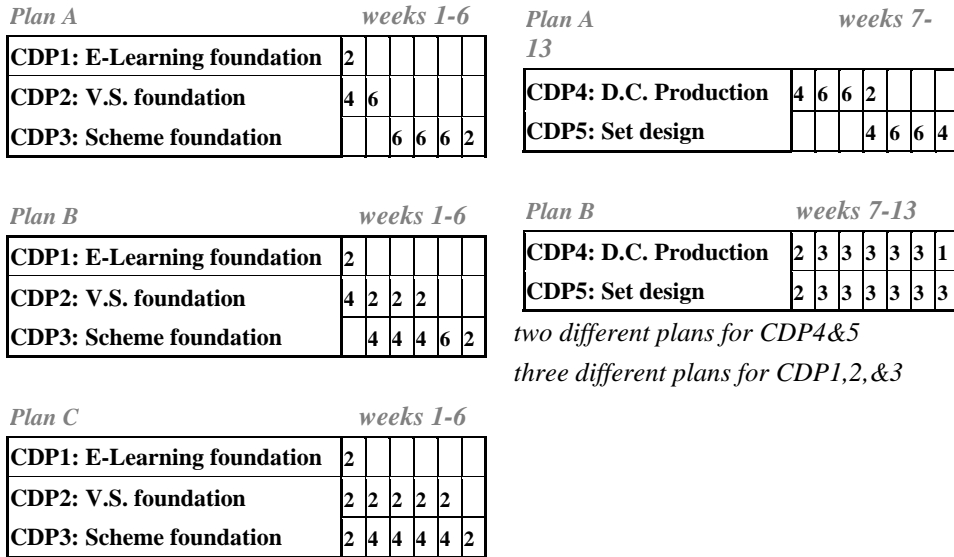 Plan A weeks 1-6
CDP1: E-Learning foundation 2
CDP2: V.S. foundation 4 6
CDP3: Scheme foundation 6 6 6 2
Plan B weeks 1-6
CDP1: E-Learning foundation 2
CDP2: V.S. foundation 4 2 2 2
CDP3: Scheme foundation 4 4 4 6 2
Plan C weeks 1-6
CDP1: E-Learning foundation 2
CDP2: V.S. foundation 2 2 2 2 2
CDP3: Scheme foundation 2 4 4 4 4 2
Plan A weeks 7-
13
CDP4: D.C. Production 4 6 6 2
CDP5: Set design 4 6 6 4
Plan B weeks 7-13
CDP4: D.C. Production 2 3 3 3 3 3 1
CDP5: Set design 2 3 3 3 3 3 3
two different plans for CDP4&5
three different plans for CDP1,2,&3